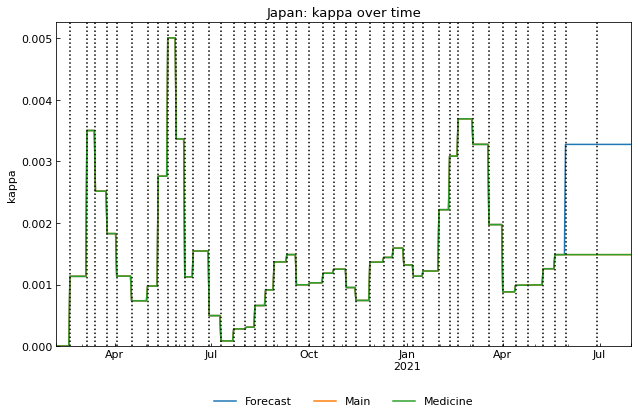 Japan: kappa over time
0.005
0.004
0.003
0.002
0.001
0.000
kappa
Apr Jul Oct Jan Apr Jul
2021
Forecast Main Medicine